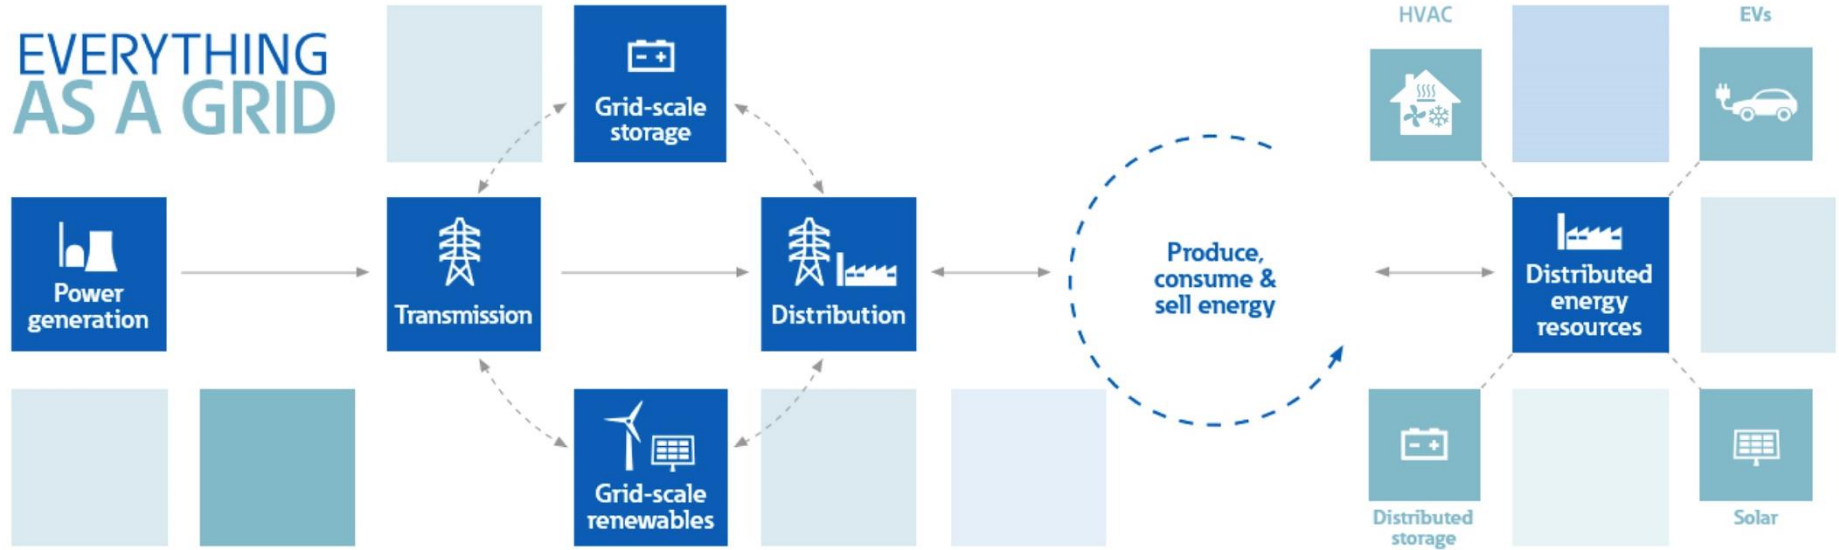 EVERYTHING
AS A GRID
Power
generation
Transmission
Grid-scale
storage
Grid-scale
renewables
Distribution
Produce,
consume &
sell energy
HVAC
EVs
Distributed
energy
resources
Distributed
storage
Solar